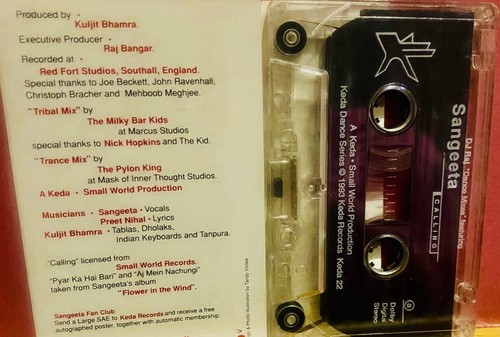 Produced by •
Kuljit Bhamra.
Executive Producer •
Raj Bangar.
Recorded at •
Red Fort Studios, Southall, England.
Special thanks to Joe Beckett, John Ravenhall,
Christoph Bracher and Mehboob Meghjee.
"Tribal Mix" by
The Milky Bar Kids
at Marcus Studios
special thanks to Nick Hopkins and The Kid.
"Trance Mix" by
The Pylon King
at Mask of Inner Thought Studios.
A Keda • Small World Production
Musicians • Sangeeta • Vocals
Preet Nihal • Lyrics
Kuljit Bhamra • Tablas, Dholaks,
Indian Keyboards and Tanpura.
"Calling" licensed from
Small World Records.
"Pyar Ka Hai Bari" and "Aj Mein Nachungi"
taken from Sangeeta's album
"Flower in the Wind".
Sangeeta Fan Club
Send a Large SAE to Keda Records and receive a free
autographed poster, together with automatic membership.
DJ Raj "Dance Mixes" featuring
Sangeeta
CALLING
A Keda • Small World Production
Keda Dance Series © 1993 Keda Records Keda 22
a
Dolby
Digital
Stereo